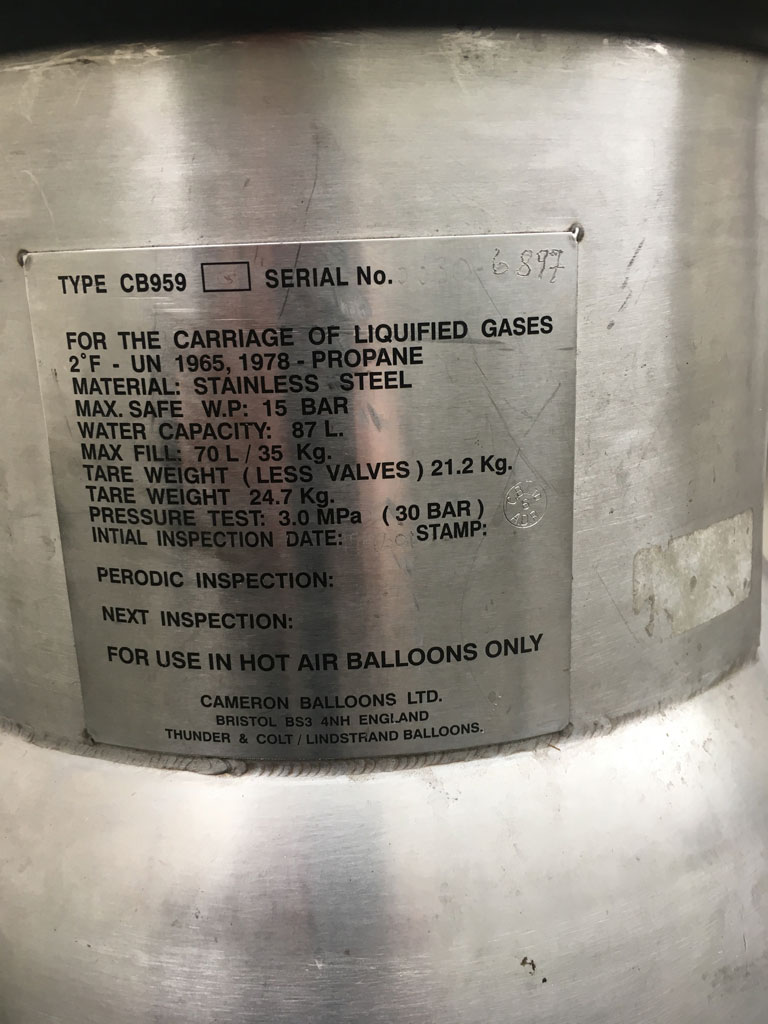 TYPE CB959 SERIAL No. 6897
FOR THE CARRIAGE OF LIQUIFIED GASES
2°F - UN 1965, 1978 - PROPANE
MATERIAL: STAINLESS STEEL
MAX. SAFE W.P: 15 BAR
WATER CAPACITY: 87 L.
MAX FILL: 70 L / 35 Kg.
TARE WEIGHT (LESS VALVES) 21.2 Kg.
TARE WEIGHT 24.7 Kg.
PRESSURE TEST: 3.0 MPa (30 BAR)
INTIAL INSPECTION DATE: STAMP:
PERODIC INSPECTION:
NEXT INSPECTION:
FOR USE IN HOT AIR BALLOONS ONLY
CAMERON BALLOONS LTD.
BRISTOL BS3 4NH ENGLAND
THUNDER & COLT / LINDSTRAND BALLOONS.